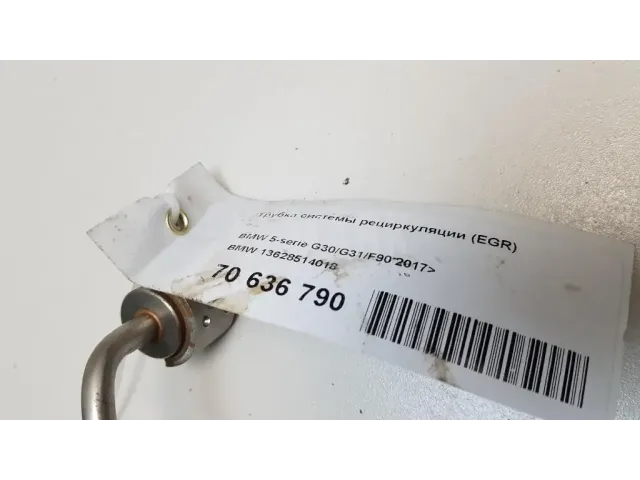 Трубка системы рециркуляции (EGR)
BMW 5-serie G30/G31/F90*2017>
BMW 13628514018
70 636 790